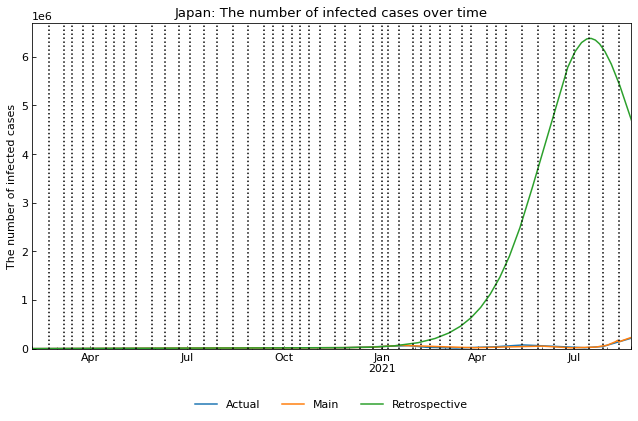 Japan: The number of infected cases over time
1e6
The number of infected cases
6
5
4
3
2
1
0
Apr
Jul
Oct
Jan
2021
Apr
Jul
Actual
Main
Retrospective